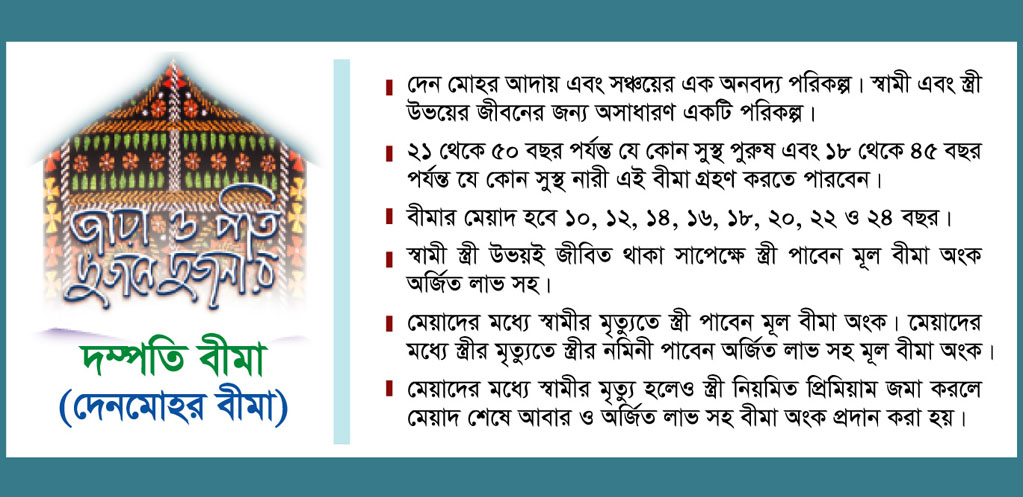 জায়া ও পতি
দুজনে দুজনার
দম্পতি বীমা
(দেনমোহর বীমা)
দেন মোহর আদায় এবং সঞ্চয়ের এক অনবদ্য পরিকল্প। স্বামী এবং স্ত্রী
উভয়ের জীবনের জন্য অসাধারণ একটি পরিকল্প।
২১ থেকে ৫০ বছর পর্যন্ত যে কোন সুস্থ পুরুষ এবং ১৮ থেকে ৪৫ বছর
পর্যন্ত যে কোন সুস্থ নারী এই বীমা গ্রহণ করতে পারবেন।
বীমার মেয়াদ হবে ১০, ১২, ১৪, ১৬, ১৮, ২০, ২২ ও ২৪ বছর।
স্বামী স্ত্রী উভয়ই জীবিত থাকা সাপেক্ষে স্ত্রী পাবেন মূল বীমা অংক
অর্জিত লাভ সহ।
মেয়াদের মধ্যে স্বামীর মৃত্যুতে স্ত্রী পাবেন মূল বীমা অংক। মেয়াদের
মধ্যে স্ত্রীর মৃত্যুতে স্ত্রীর নমিনী পাবেন অর্জিত লাভ সহ মূল বীমা অংক।
মেয়াদের মধ্যে স্বামীর মৃত্যু হলেও স্ত্রী নিয়মিত প্রিমিয়াম জমা করলে
মেয়াদ শেষে আবার ও অর্জিত লাভ সহ বীমা অংক প্রদান করা হয়।